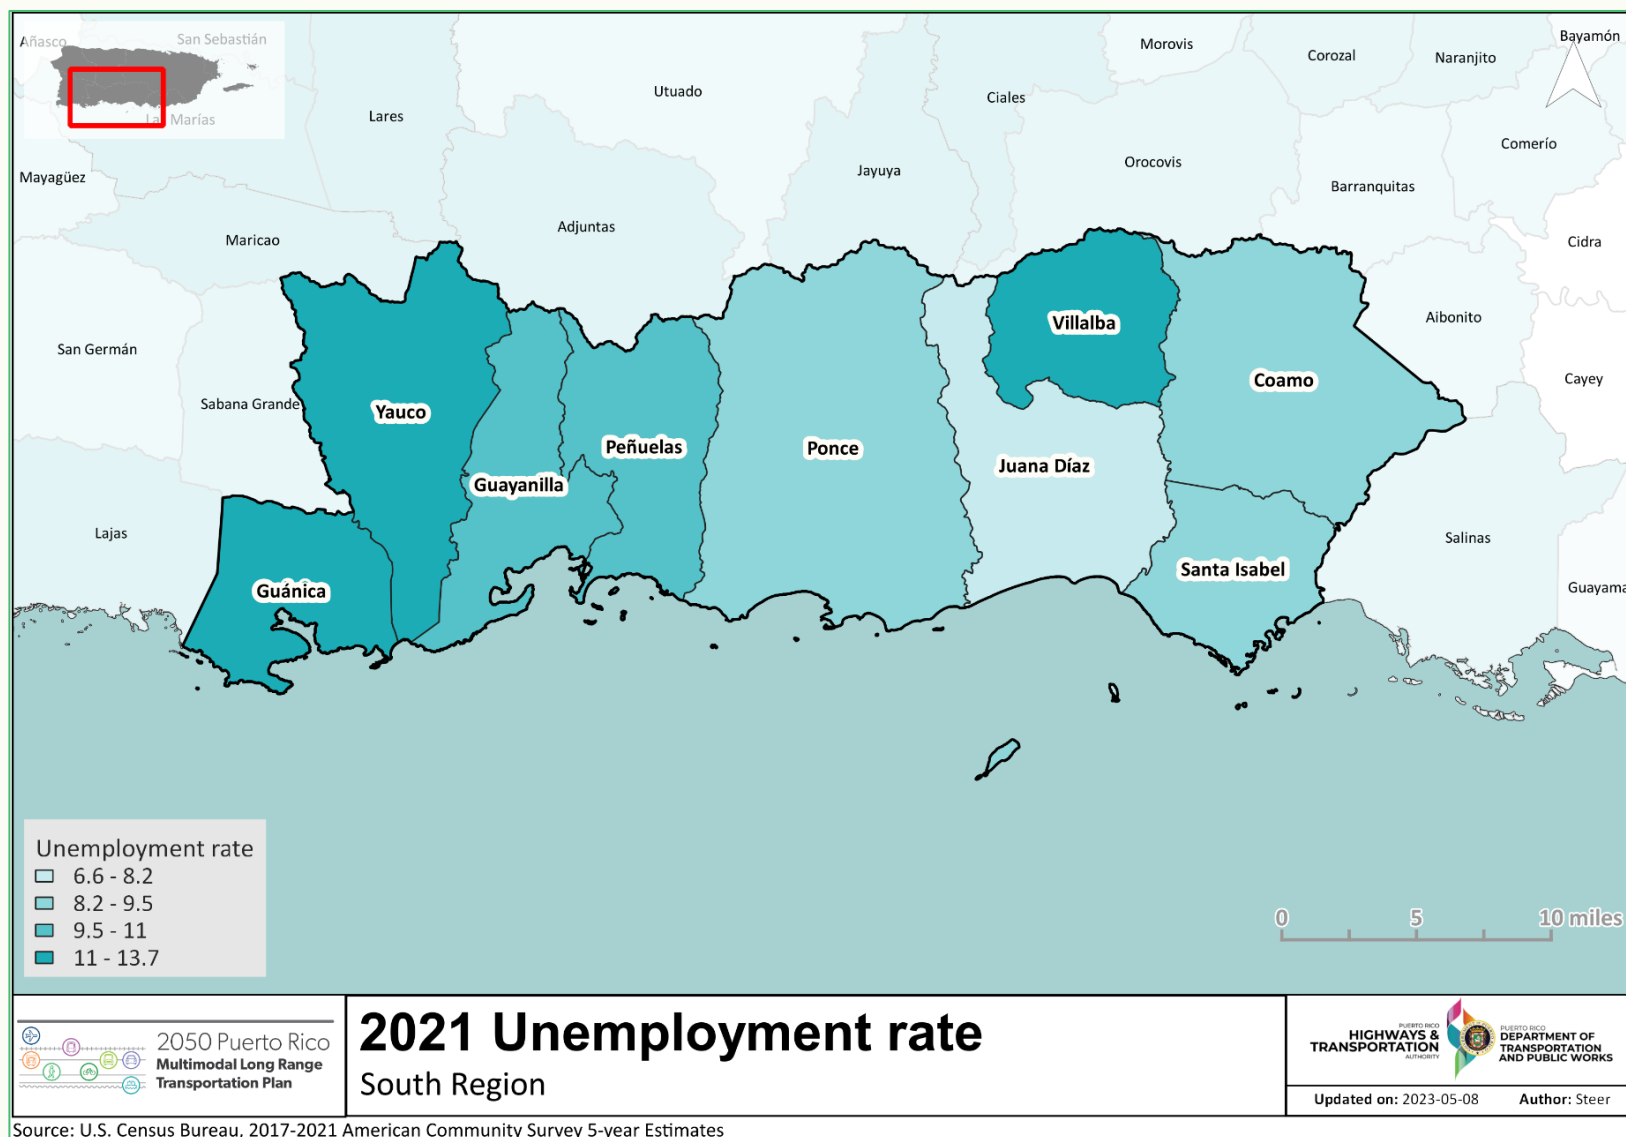 Añasco
San Sebastián
Las Marías
Mayagüez
Lares
Utuado
Morovis
Corozal
Naranjito
Bayamón
Ciales
Comerío
Jayuya
Orocovis
Barranquitas
Maricao
Adjuntas
Cidra
San Germán
Sabana Grande
Villalba
Aibonito
Yauco
Coamo
Cayey
Guayanilla
Peñuelas
Ponce
Juana Díaz
Lajas
Guánica
Santa Isabel
Salinas
Guayama
Unemployment rate
6.6 - 8.2
8.2 - 9.5
9.5 - 11
11 - 13.7
0 5 10 miles
2050 Puerto Rico
Multimodal Long Range
Transportation Plan
2021 Unemployment rate
South Region
PUERTO RICO
HIGHWAYS &
TRANSPORTATION
AUTHORITY
PUERTO RICO
DEPARTMENT OF
TRANSPORTATION
AND PUBLIC WORKS
Updated on: 2023-05-08 Author: Steer
Source: U.S. Census Bureau, 2017-2021 American Community Survey 5-year Estimates